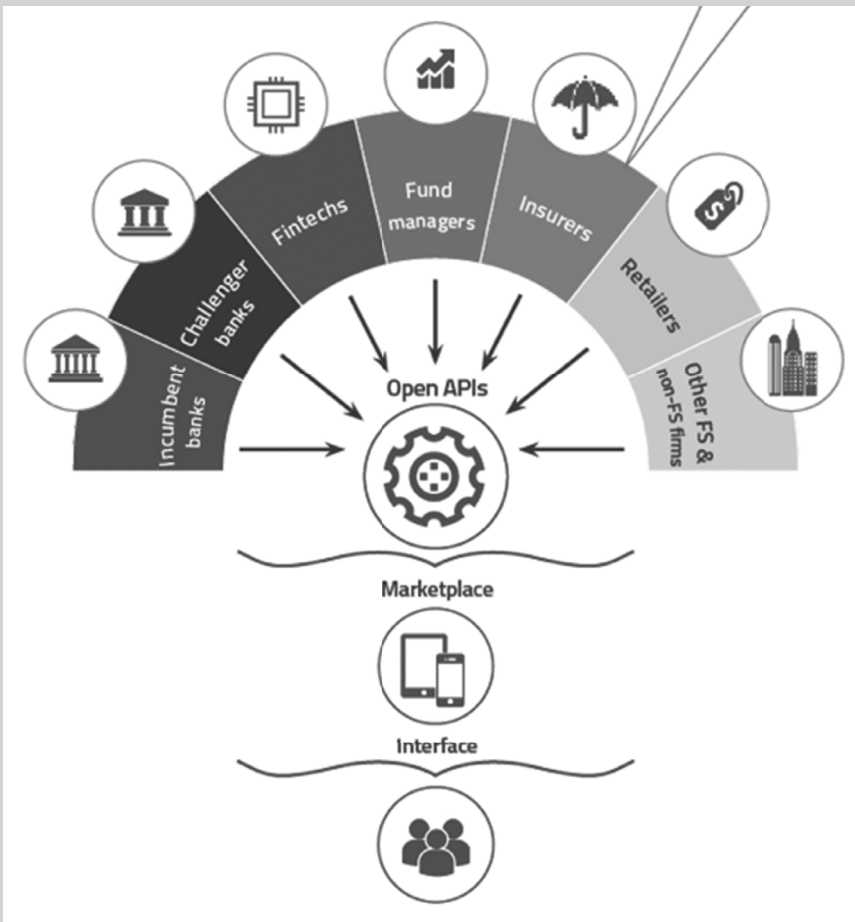 Incumbent
banks
Challenger
banks
Fintechs
Fund
managers
Insurers
$
Retailers
Other FS &
non-FS firms
Open APIs
Marketplace
Interface